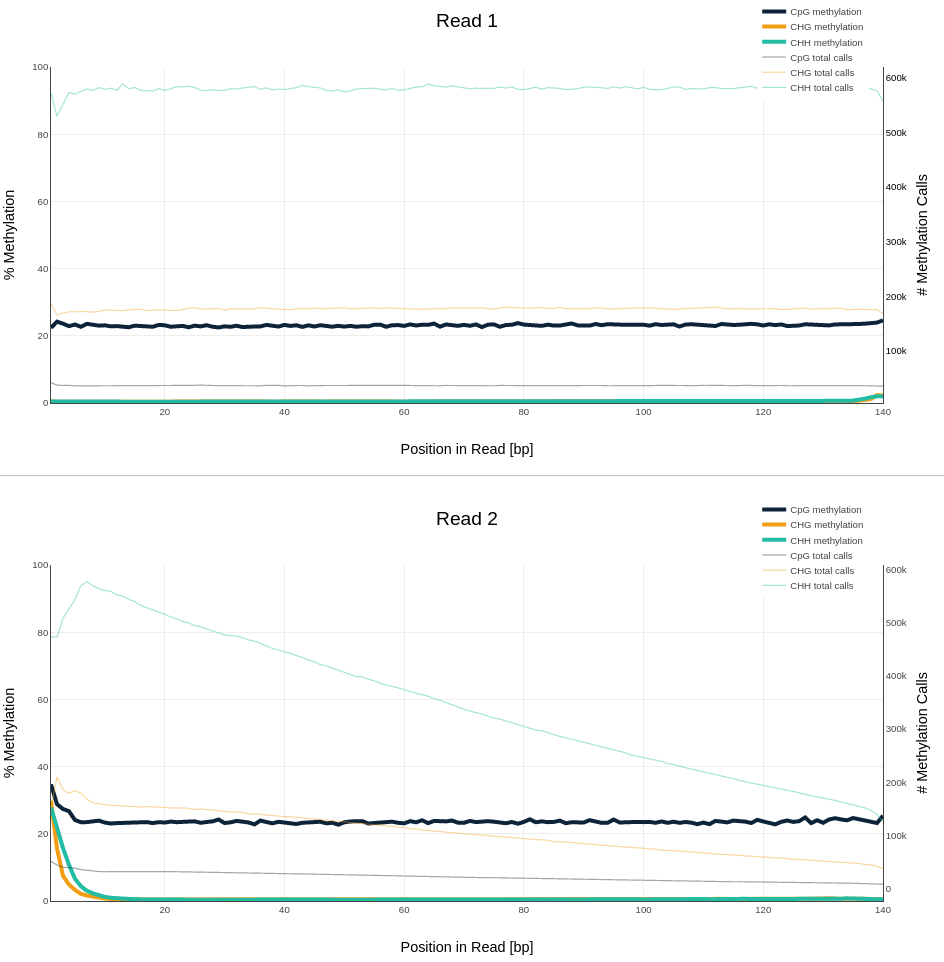 Read 1
CpG methylation
CHG methylation
CHH methylation
CpG total calls
CHG total calls
CHH total calls
100
80
60
40
20
0
% Methylation
600k
500k
400k
300k
200k
100k
# Methylation Calls
20 40 60 80 100 120 140
Position in Read [bp]
Read 2
CpG methylation
CHG methylation
CHH methylation
CpG total calls
CHG total calls
CHH total calls
100
80
60
40
20
0
% Methylation
600k
500k
400k
300k
200k
100k
0
# Methylation Calls
20 40 60 80 100 120 140
Position in Read [bp]